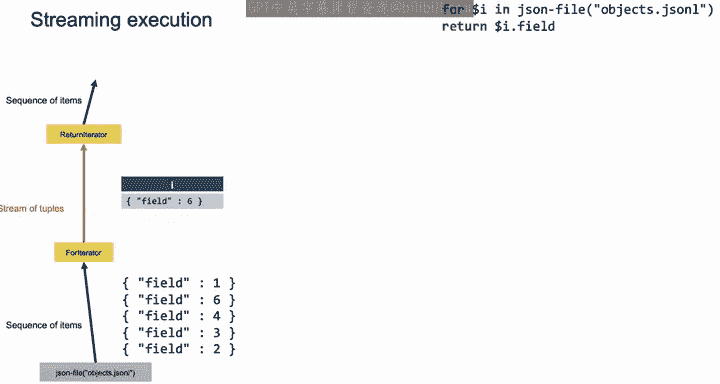 Streaming execution
for $i in json-file("objects.jsonl")
return $i.field
Sequence of items
ReturnIterator
i
{ "field" : 6 }
Stream of tuples
ForIterator
{ "field" : 1 }
{ "field" : 6 }
{ "field" : 4 }
{ "field" : 3 }
{ "field" : 2 }
Sequence of items
json-file("objects.jsonl")